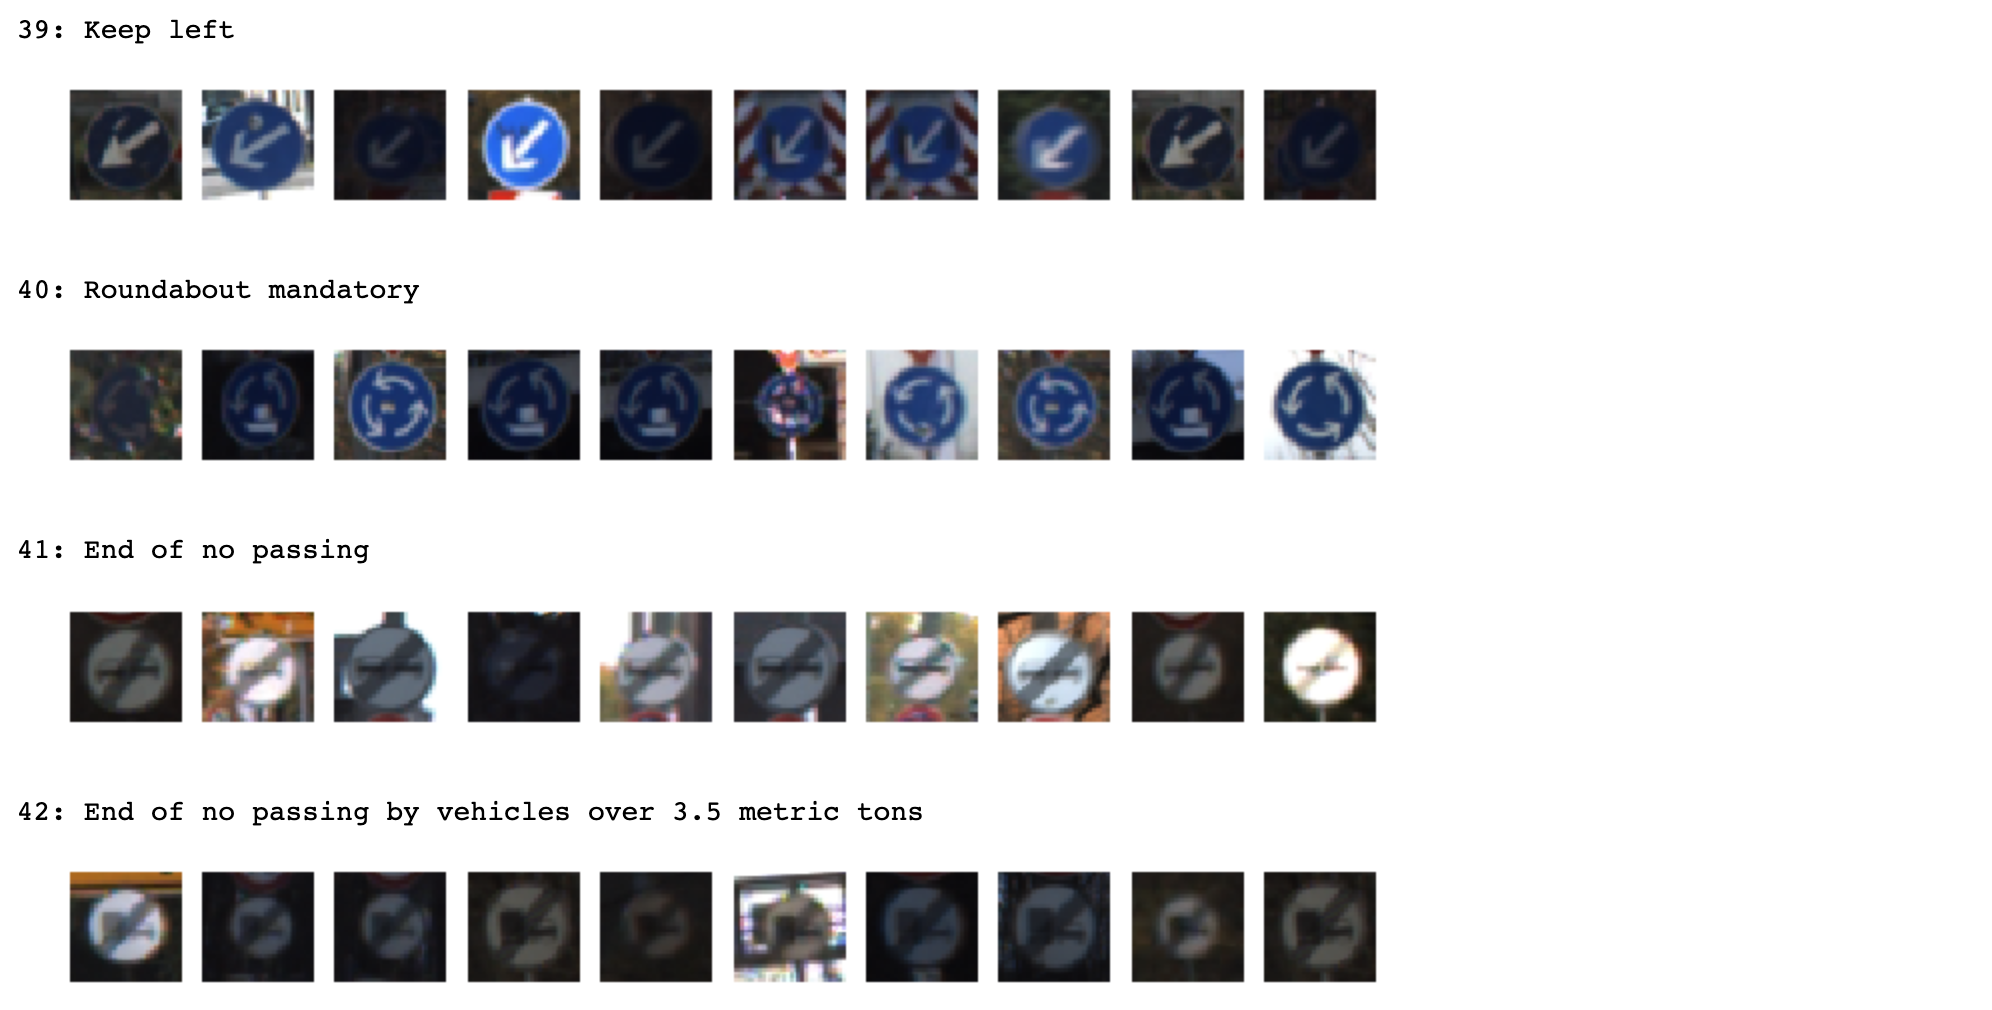 39: Keep left
40: Roundabout mandatory
41: End of no passing
42: End of no passing by vehicles over 3.5 metric tons